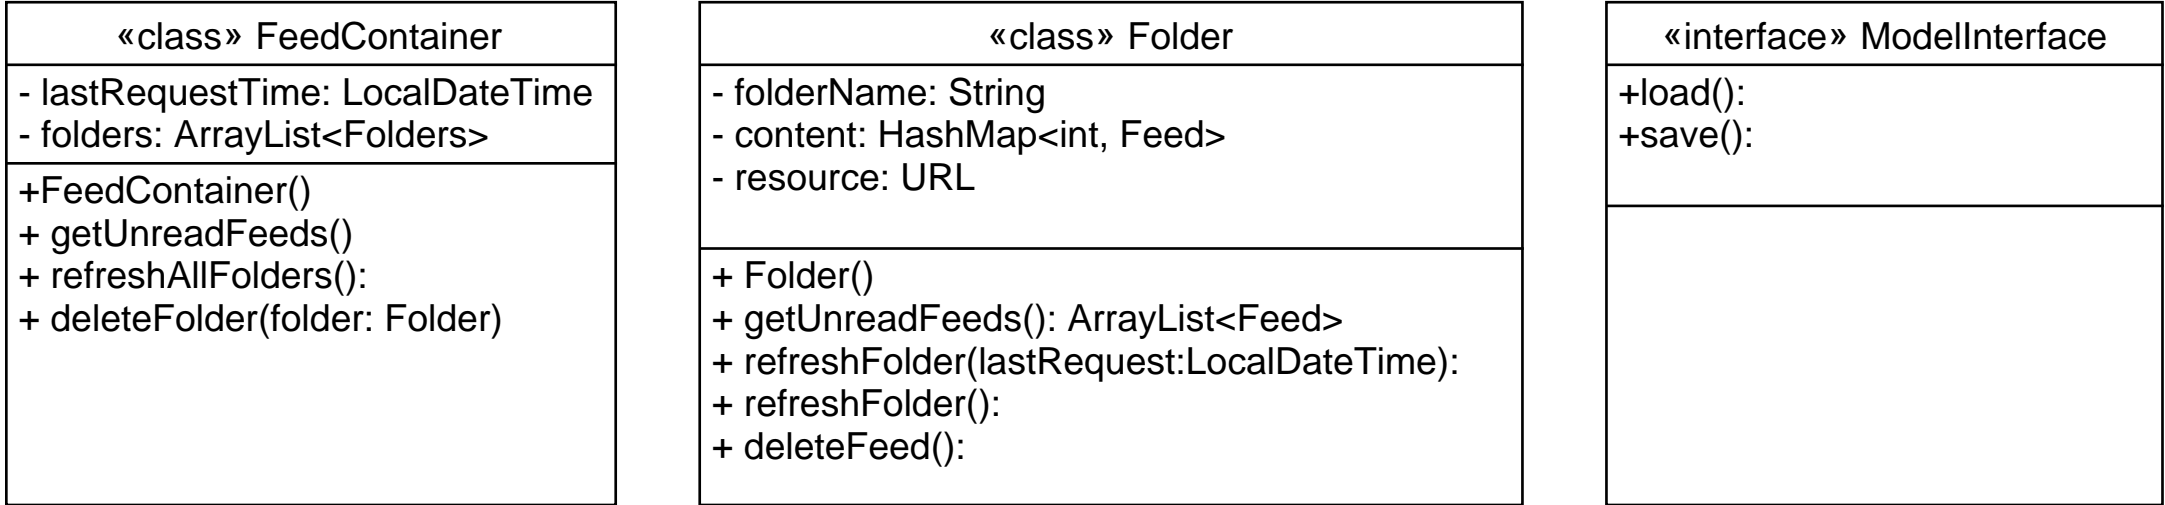 «class» FeedContainer
- lastRequestTime: LocalDateTime
- folders: ArrayList<Folders>
+FeedContainer()
+ getUnreadFeeds()
+ refreshAllFolders():
+ deleteFolder(folder: Folder)
«class» Folder
- folderName: String
- content: HashMap<int, Feed>
- resource: URL
+ Folder()
+ getUnreadFeeds(): ArrayList<Feed>
+ refreshFolder(lastRequest:LocalDateTime):
+ refreshFolder():
+ deleteFeed():
«interface» ModelInterface
+load():
+save():